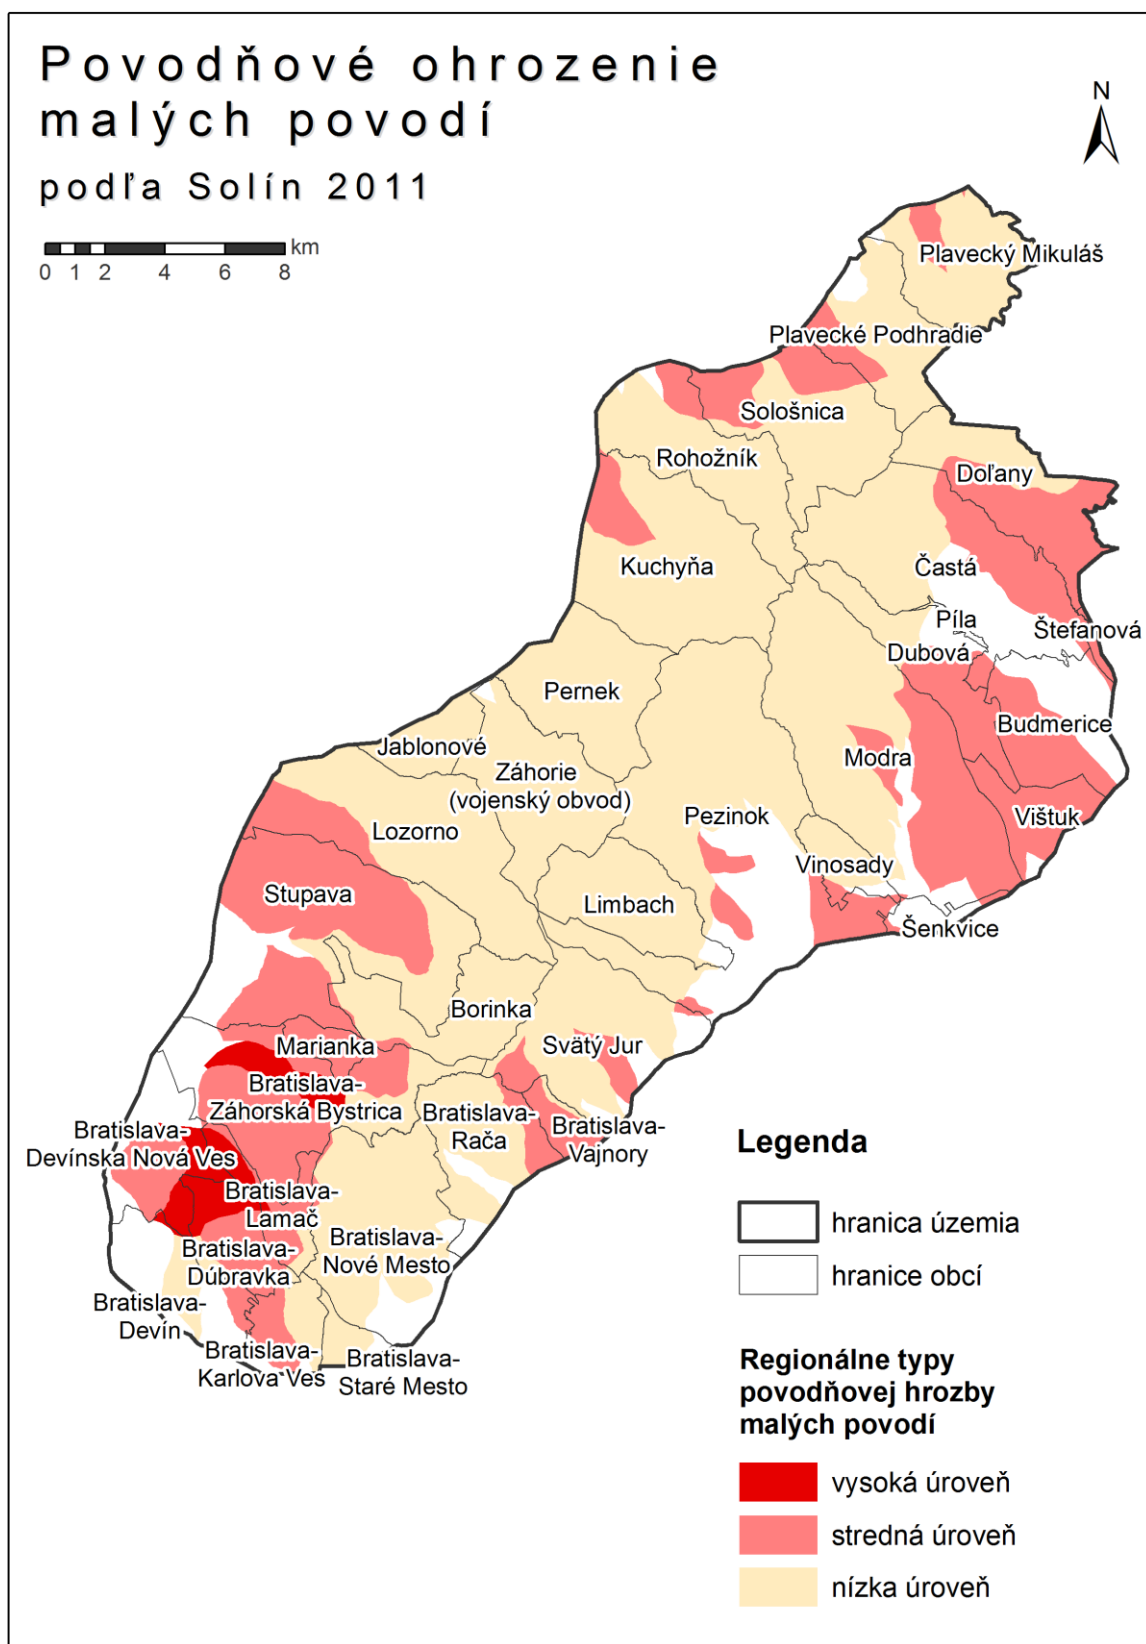 Povodňové ohrozenie
malých povodí
podľa Solín 2011
N
km
0 1 2 4 6 8
Plavecký Mikuláš
Plavecké Podhradie
Sološnica
Rohožník
Doľany
Kuchyňa
Častá
Píla
Štefanová
Dubová
Pernek
Budmerice
Jablonové
Modra
Záhorie
(vojenský obvod)
Pezinok
Vištuk
Lozorno
Vinosady
Stupava
Limbach
Šenkvice
Borinka
Marianka
Svätý Jur
Bratislava-
Záhorská Bystrica
Bratislava-
Rača
Bratislava-
Vajnory
Bratislava-
Devínska Nová Ves
Bratislava-
Lamač
Bratislava-
Nové Mesto
Bratislava-
Dúbravka
Bratislava-
Devín
Bratislava-
Karlova Ves
Bratislava-
Staré Mesto
Legenda
hranica územia
hranice obcí
Regionálne typy
povodňovej hrozby
malých povodí
vysoká úroveň
stredná úroveň
nízka úroveň